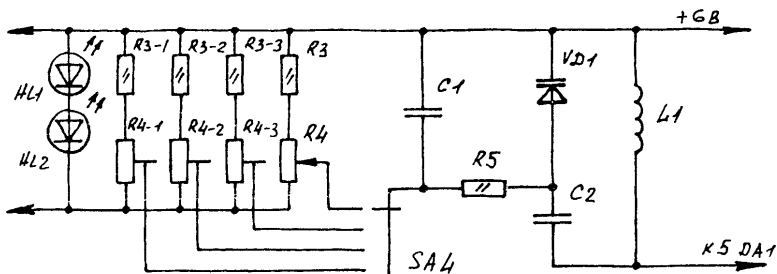 +6В
R3-1 R3-2 R3-3 R3
HL1
HL2
R4-1 R4-2 R4-3 R4
C1
VD1
L1
R5
C2
SA4
К 5 DA1